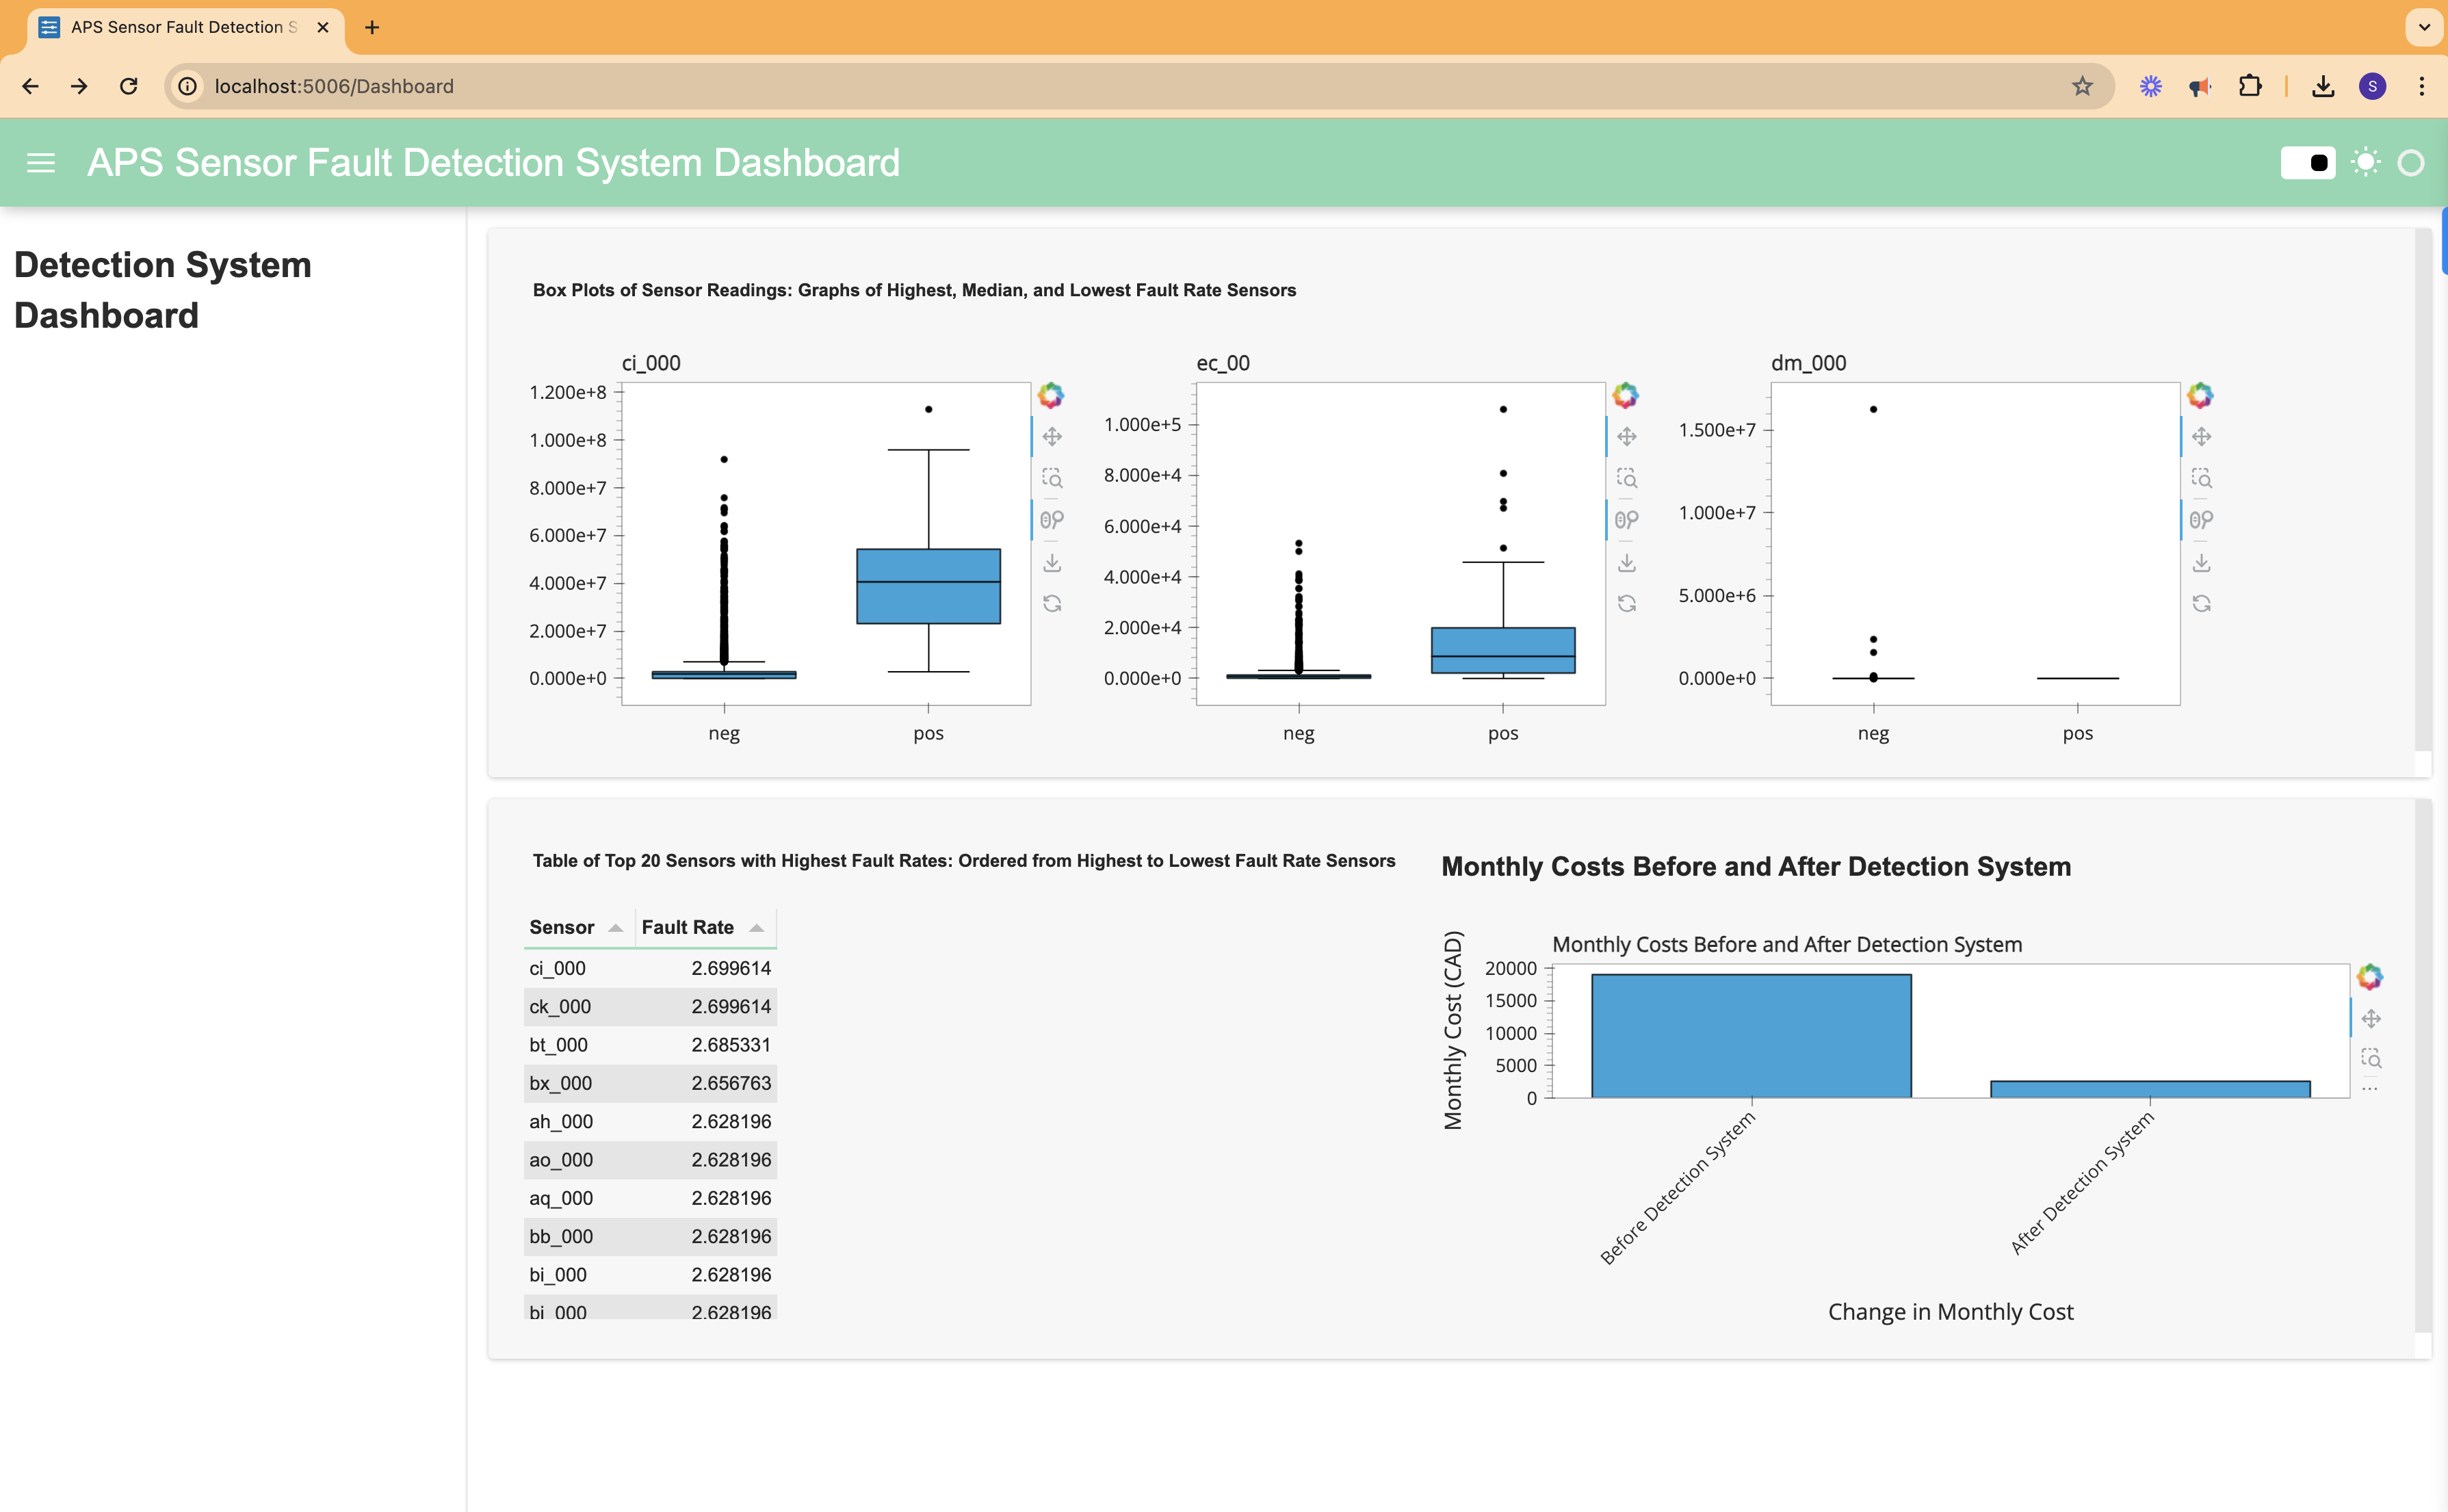 APS Sensor Fault Detection S
localhost:5006/Dashboard
S
APS Sensor Fault Detection System Dashboard
Detection System
Dashboard
Box Plots of Sensor Readings: Graphs of Highest, Median, and Lowest Fault Rate Sensors
ci_000
1.200e+8
1.000e+8
8.000e+7
6.000e+7
4.000e+7
2.000e+7
0.000e+0
neg pos
ec_00
1.000e+5
8.000e+4
6.000e+4
4.000e+4
2.000e+4
0.000e+0
neg pos
dm_000
1.500e+7
1.000e+7
5.000e+6
0.000e+0
neg pos
Table of Top 20 Sensors with Highest Fault Rates: Ordered from Highest to Lowest Fault Rate Sensors
Sensor Fault Rate
ci_000 2.699614
ck_000 2.699614
bt_000 2.685331
bx_000 2.656763
ah_000 2.628196
ao_000 2.628196
aq_000 2.628196
bb_000 2.628196
bi_000 2.628196
2.628196
Monthly Costs Before and After Detection System
Monthly Costs Before and After Detection System
Monthly Cost (CAD)
20000
15000
10000
5000
0
Before Detection System
After Detection System
Change in Monthly Cost